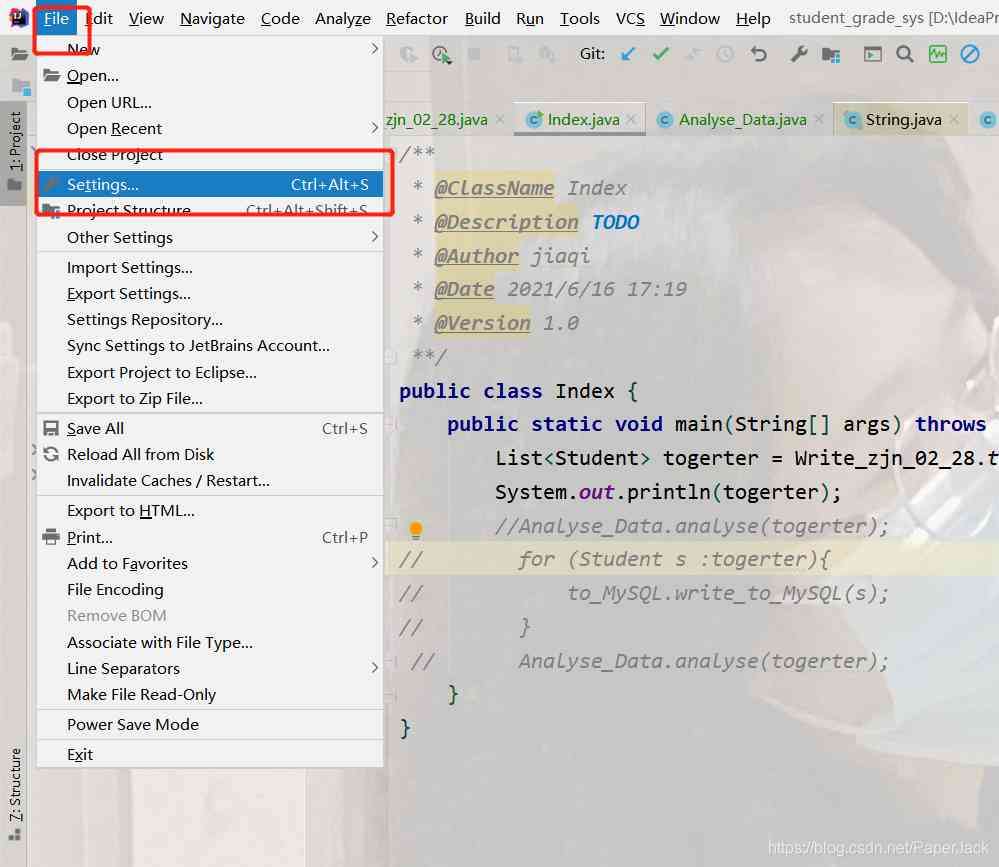 File Edit View Navigate Code Analyze Refactor Build Run Tools VCS Window Help student_grade_sys [D:\IdeaPr
Git:
1: Project
7: Structure
New
Open...
Open URL...
Open Recent
Close Project
Settings... Ctrl+Alt+S
Project Structure Ctrl+Alt+Shift+S
Other Settings
Import Settings...
Export Settings...
Settings Repository...
Sync Settings to JetBrains Account...
Export Project to Eclipse...
Export to Zip File...
Save All Ctrl+S
Reload All from Disk
Invalidate Caches / Restart...
Export to HTML...
Print... Ctrl+P
Add to Favorites
File Encoding
Remove BOM
Associate with File Type...
Line Separators
Make File Read-Only
Power Save Mode
Exit
zjn_02_28.java Index.java Analyse_Data.java String.java
/**
* @ClassName Index
* @Description TODO
* @Author jiaqi
* @Date 2021/6/16 17:19
* @Version 1.0
**/
public class Index {
public static void main(String[] args) throws
List<Student> togerter = Write_zjn_02_28.t
System.out.println(togerter);
//Analyse_Data.analyse(togerter);
// for (Student s :togerter){
// to_MySQL.write_to_MySQL(s);
// }
// Analyse_Data.analyse(togerter);
}
}
https://blog.csdn.net/PaperJack